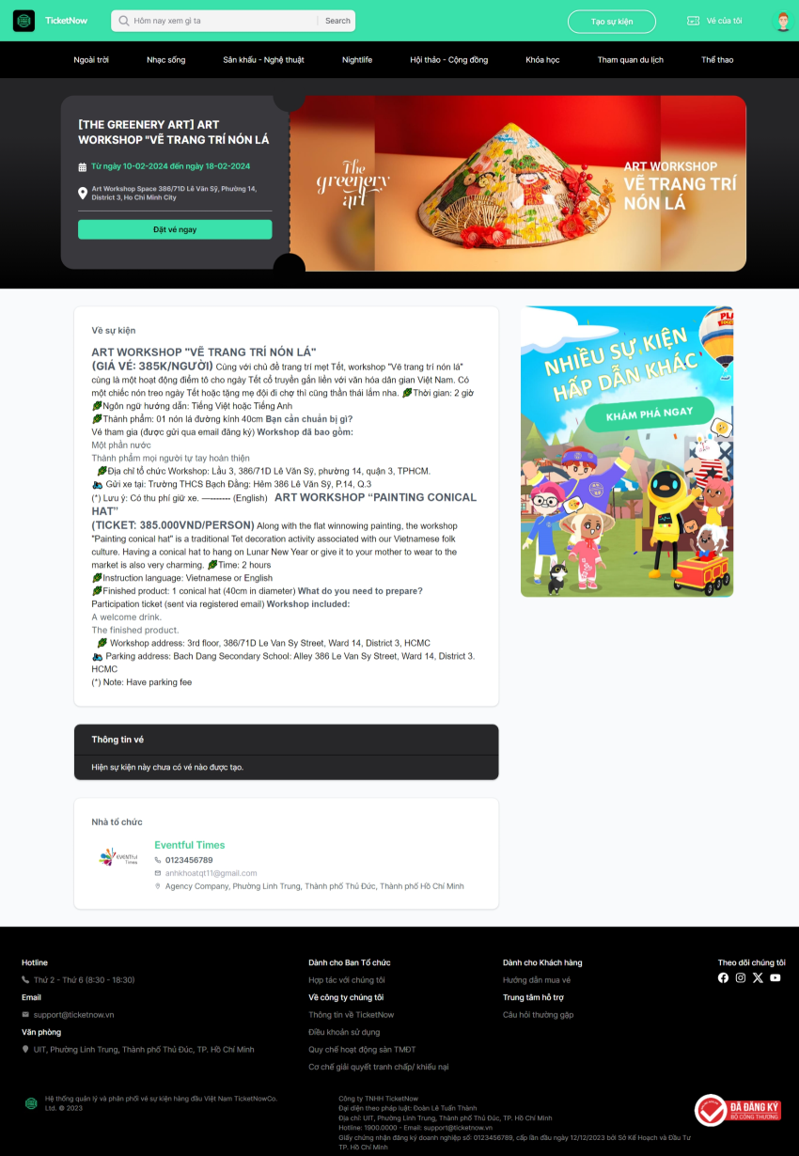 TicketNow
Hôm nay xem gì ta
Search
Tạo sự kiện
Vé của tôi
Ngoài trời
Nhạc sống
Sân khấu - Nghệ thuật
Nightlife
Hội thảo - Cộng đồng
Khóa học
Tham quan du lịch
Thể thao
[THE GREENERY ART] ART
WORKSHOP "VẼ TRANG TRÍ NÓN LÁ
Từ ngày 10-02-2024 đến ngày 18-02-2024
Art Workshop Space 386/71D Lê Văn Sỹ, Phường 14,
District 3, Ho Chi Minh City
Đặt vé ngay
The
greenery
art
ART WORKSHOP
VẼ TRANG TRÍ
NÓN LÁ
Về sự kiện
ART WORKSHOP "VẼ TRANG TRÍ NÓN LÁ"
(GIÁ VÉ: 385K/NGƯỜI) Cùng với chủ đề trang trí mẹt Tết, workshop "Vẽ trang trí nón lá"
cũng là một hoạt động điểm tô cho ngày Tết cổ truyền gắn liền với văn hóa dân gian Việt Nam. Có
một chiếc nón treo ngày Tết hoặc tặng mẹ đội đi chợ thì cũng thần thái lắm nha. Thời gian: 2 giờ
Ngôn ngữ hướng dẫn: Tiếng Việt hoặc Tiếng Anh
Thành phẩm: 01 nón lá đường kính 40cm Bạn cần chuẩn bị gì?
Vé tham gia (được gửi qua email đăng ký) Workshop đã bao gồm:
Một phần nước
Thành phẩm mọi người tự tay hoàn thiện
Địa chỉ tổ chức Workshop: Lầu 3, 386/71D Lê Văn Sỹ, phường 14, quận 3, TPHCM.
Gửi xe tại: Trường THCS Bạch Đằng: Hẻm 386 Lê Văn Sỹ, P.14, Q.3
(*) Lưu ý: Có thu phí giữ xe. ———– (English) ART WORKSHOP “PAINTING CONICAL
HAT”
(TICKET: 385.000VND/PERSON) Along with the flat winnowing painting, the workshop
"Painting conical hat" is a traditional Tet decoration activity associated with our Vietnamese folk
culture. Having a conical hat to hang on Lunar New Year or give it to your mother to wear to the
market is also very charming. Time: 2 hours
Instruction language: Vietnamese or English
Finished product: 1 conical hat (40cm in diameter) What do you need to prepare?
Participation ticket (sent via registered email) Workshop included:
A welcome drink.
The finished product.
Workshop address: 3rd floor, 386/71D Le Van Sy Street, Ward 14, District 3, HCMC
Parking address: Bach Dang Secondary School: Alley 386 Le Van Sy Street, Ward 14, District 3.
HCMC
(*) Note: Have parking fee
NHIỀU SỰ KIỆN
HẤP DẪN KHÁC
KHÁM PHÁ NGAY
Thông tin vé
Hiện sự kiện này chưa có vé nào được tạo.
Nhà tổ chức
Eventful
Times
Eventful Times
0123456789
anhkhoatqt11@gmail.com
Agency Company, Phường Linh Trung, Thành phố Thủ Đức, Thành phố Hồ Chí Minh
Hotline
Thứ 2 - Thứ 6 (8:30 - 18:30)
Email
support@ticketnow.vn
Văn phòng
UIT, Phường Linh Trung, Thành phố Thủ Đức, TP. Hồ Chí Minh
Dành cho Ban Tổ chức
Hợp tác với chúng tôi
Về công ty chúng tôi
Thông tin về TicketNow
Điều khoản sử dụng
Quy chế hoạt động sàn TMĐT
Cơ chế giải quyết tranh chấp/ khiếu nại
Dành cho Khách hàng
Hướng dẫn mua vé
Trung tâm hỗ trợ
Câu hỏi thường gặp
Theo dõi chúng tôi
Hệ thống quản lý và phân phối vé sự kiện hàng đầu Việt Nam TicketNowCo.
Ltd. © 2023
Công ty TNHH TicketNow
Đại diện theo pháp luật: Đoàn Lê Tuấn Thành
Địa chỉ: UIT, Phường Linh Trung, Thành phố Thủ Đức, TP. Hồ Chí Minh
Hotline: 1900.0000 - Email: support@ticketnow.vn
Giấy chứng nhận đăng ký doanh nghiệp số: 0123456789, cấp lần đầu ngày 12/12/2023 bởi Sở Kế Hoạch và Đầu Tư
TP. Hồ Chí Minh
ĐÃ ĐĂNG KÝ
BỘ CÔNG THƯƠNG